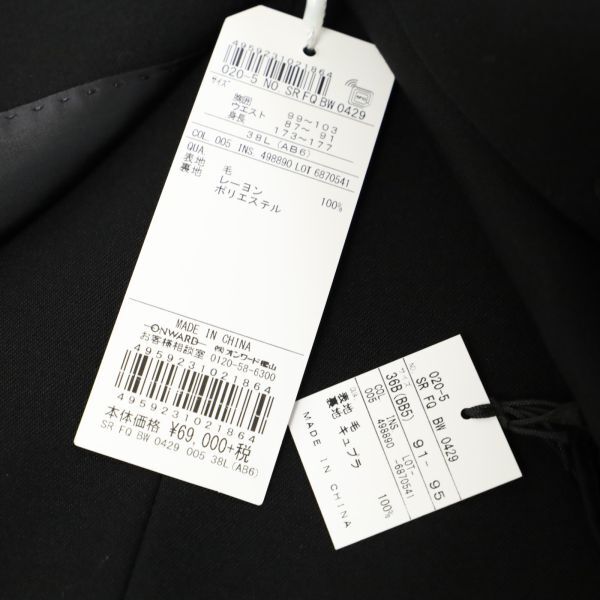 4959231021864
020-5 NO SR FQ BW 0429
サイズ
胸囲 99～103
ウエスト 87～ 91
身長 173～177
38L(AB6)
COL 005 INS 498890 LOT 6870541
QUA
表地 毛
裏地 レーヨン
ポリエステル 100%
MADE IN CHINA
ONWARD ㈱オンワード樫山
お客様相談室 0120-58-6300
4959231021864
本体価格 ¥69,000+税
SR FQ BW 0429 005 38L(AB6)
020-5
SR FQ BW 0429
サイズ
36B(BB5) 91- 95
COL INS LOT-
005 498890 -6870541
表地 毛
裏地 キュプラ 100%
MADE IN CHINA